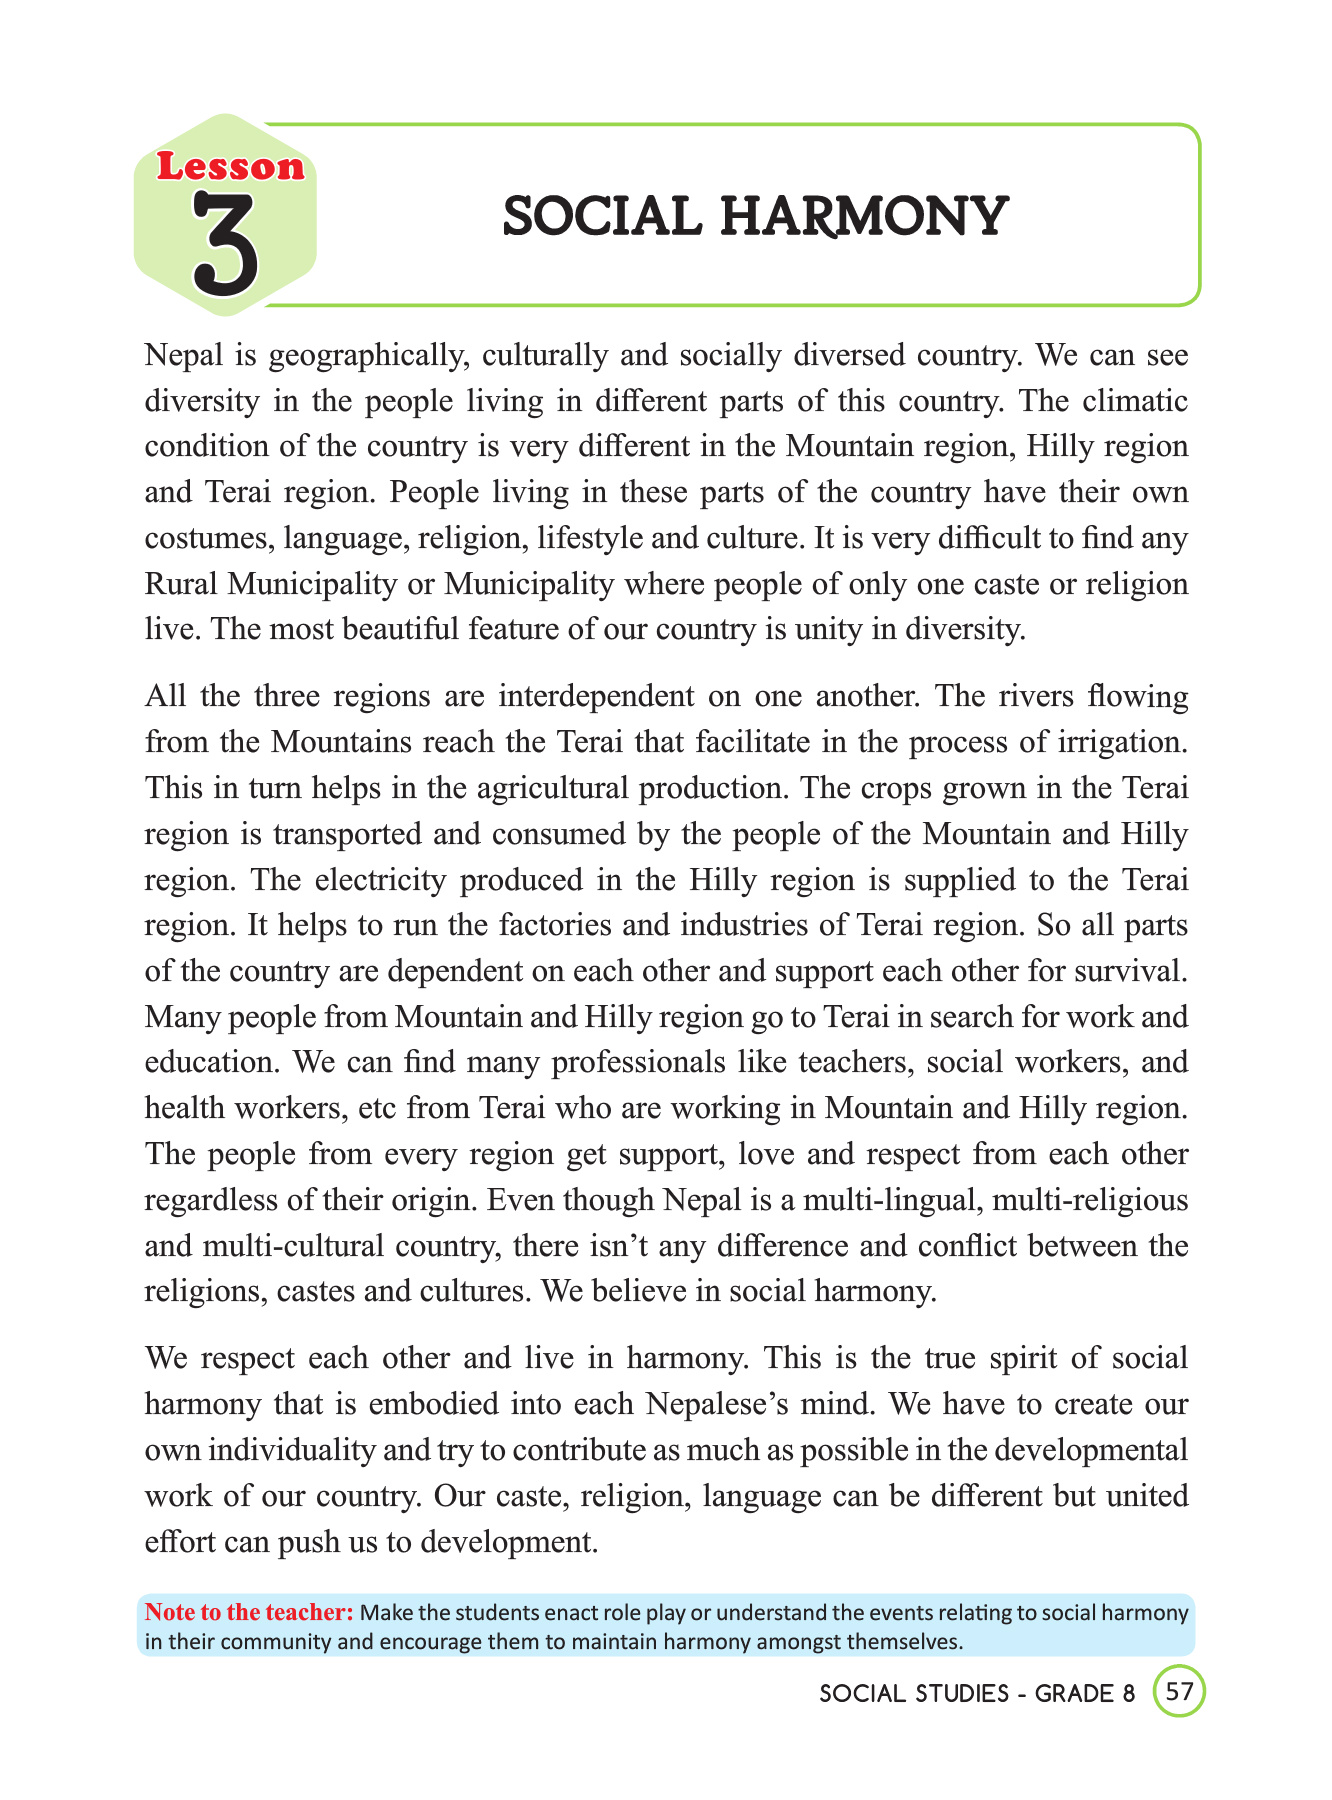 Lesson
3
SOCIAL HARMONY
Nepal is geographically, culturally and socially diversed country. We can see
diversity in the people living in different parts of this country. The climatic
condition of the country is very different in the Mountain region, Hilly region
and Terai region. People living in these parts of the country have their own
costumes, language, religion, lifestyle and culture. It is very difficult to find any
Rural Municipality or Municipality where people of only one caste or religion
live. The most beautiful feature of our country is unity in diversity.
All the three regions are interdependent on one another. The rivers flowing
from the Mountains reach the Terai that facilitate in the process of irrigation.
This in turn helps in the agricultural production. The crops grown in the Terai
region is transported and consumed by the people of the Mountain and Hilly
region. The electricity produced in the Hilly region is supplied to the Terai
region. It helps to run the factories and industries of Terai region. So all parts
of the country are dependent on each other and support each other for survival.
Many people from Mountain and Hilly region go to Terai in search for work and
education. We can find many professionals like teachers, social workers, and
health workers, etc from Terai who are working in Mountain and Hilly region.
The people from every region get support, love and respect from each other
regardless of their origin. Even though Nepal is a multi-lingual, multi-religious
and multi-cultural country, there isn’t any difference and conflict between the
religions, castes and cultures. We believe in social harmony.
We respect each other and live in harmony. This is the true spirit of social
harmony that is embodied into each Nepalese’s mind. We have to create our
own individuality and try to contribute as much as possible in the developmental
work of our country. Our caste, religion, language can be different but united
effort can push us to development.
Note to the teacher: Make the students enact role play or understand the events relating to social harmony
in their community and encourage them to maintain harmony amongst themselves.
SOCIAL STUDIES - GRADE 8 57